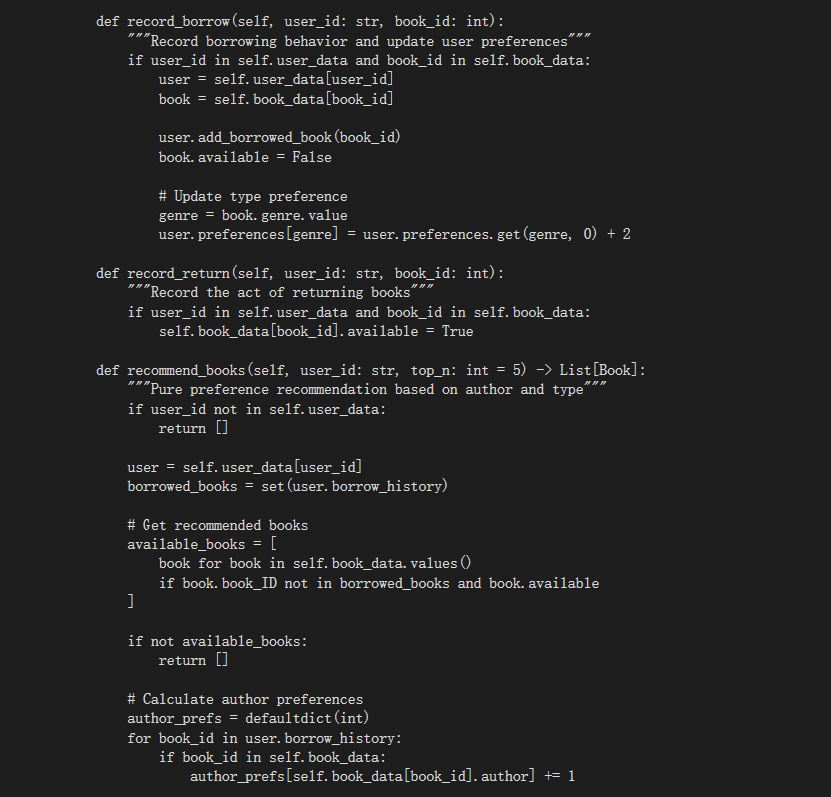 def record_borrow(self, user_id: str, book_id: int):
"""Record borrowing behavior and update user preferences"""
if user_id in self.user_data and book_id in self.book_data:
user = self.user_data[user_id]
book = self.book_data[book_id]
user.add_borrowed_book(book_id)
book.available = False
# Update type preference
genre = book.genre.value
user.preferences[genre] = user.preferences.get(genre, 0) + 2
def record_return(self, user_id: str, book_id: int):
"""Record the act of returning books"""
if user_id in self.user_data and book_id in self.book_data:
self.book_data[book_id].available = True
def recommend_books(self, user_id: str, top_n: int = 5) -> List[Book]:
"""Pure preference recommendation based on author and type"""
if user_id not in self.user_data:
return []
user = self.user_data[user_id]
borrowed_books = set(user.borrow_history)
# Get recommended books
available_books = [
book for book in self.book_data.values()
if book.book_ID not in borrowed_books and book.available
]
if not available_books:
return []
# Calculate author preferences
author_prefs = defaultdict(int)
for book_id in user.borrow_history:
if book_id in self.book_data:
author_prefs[self.book_data[book_id].author] += 1